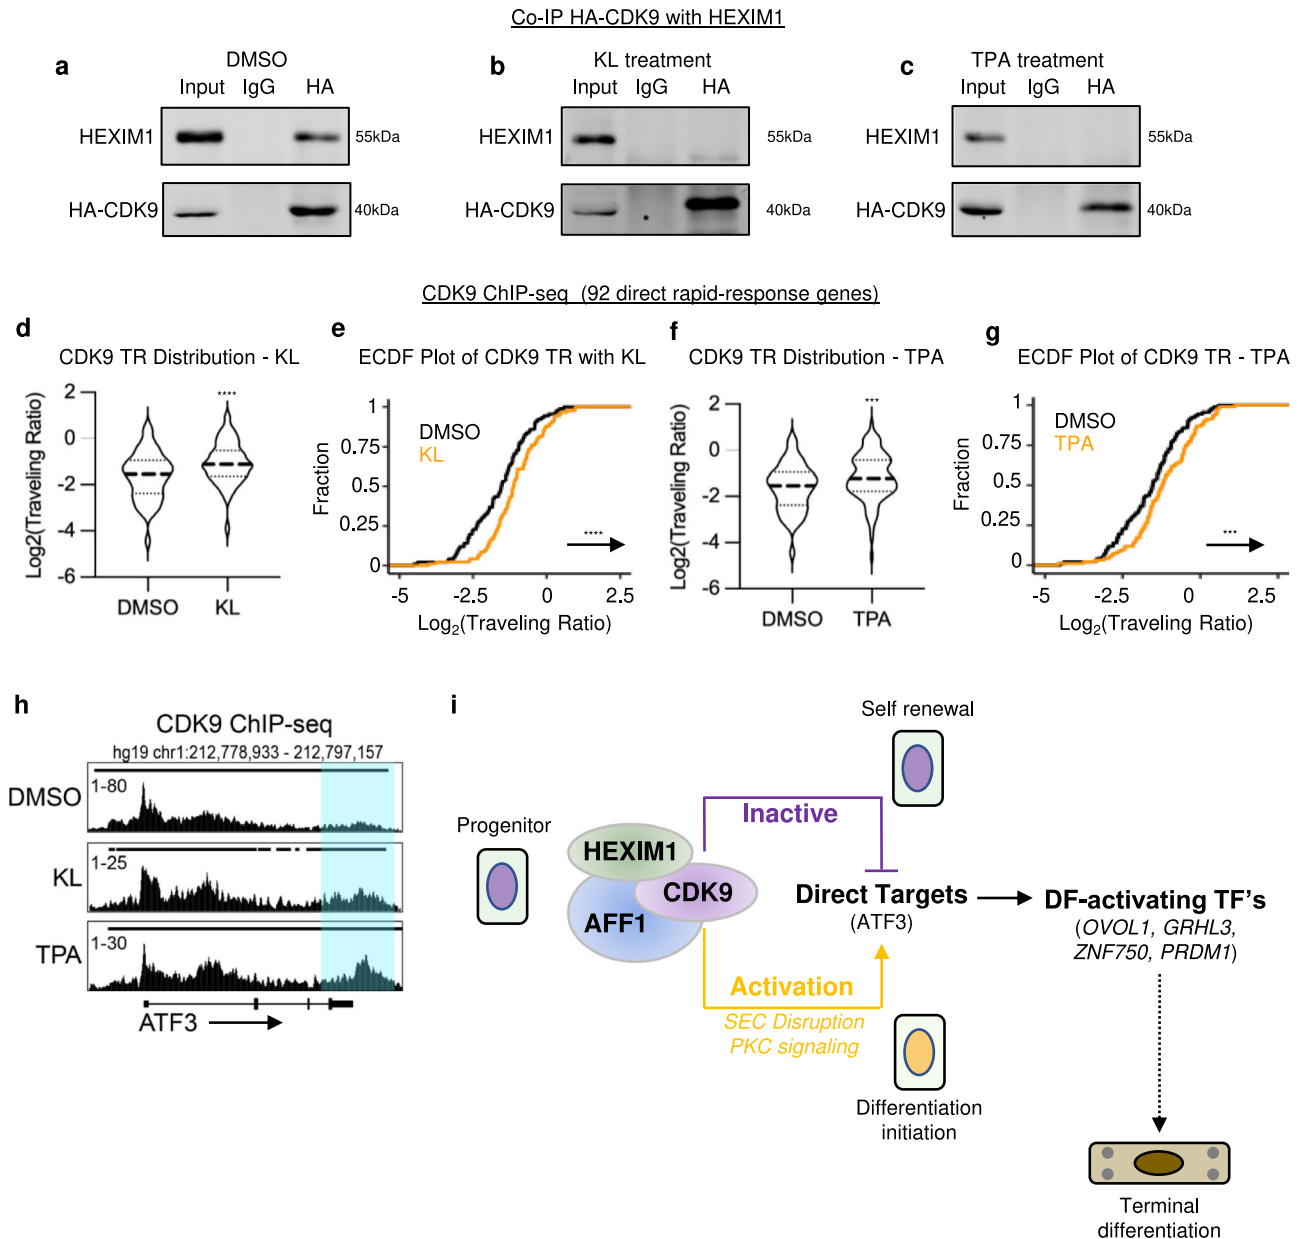 Co-IP HA-CDK9 with HEXIM1
a
DMSO
Input IgG HA
HEXIM1
55kDa
HA-CDK9
40kDa
b
KL treatment
Input IgG HA
HEXIM1
55kDa
HA-CDK9
40kDa
c
TPA treatment
Input IgG HA
HEXIM1
55kDa
HA-CDK9
40kDa
CDK9 ChIP-seq (92 direct rapid-response genes)
d
CDK9 TR Distribution - KL
Log2(Traveling Ratio)
2
0
-2
-4
-6
****
DMSO KL
e
ECDF Plot of CDK9 TR with KL
Fraction
1
0.75
0.5
0.25
0
DMSO
KL
****
-5 -2.5 0 2.5
Log2(Traveling Ratio)
f
CDK9 TR Distribution - TPA
Log2(Traveling Ratio)
2
0
-2
-4
-6
***
DMSO TPA
g
ECDF Plot of CDK9 TR - TPA
Fraction
1
0.75
0.5
0.25
0
DMSO
TPA
***
-5 -2.5 0 2.5
Log2(Traveling Ratio)
h
CDK9 ChIP-seq
hg19 chr1:212,778,933 - 212,797,157
DMSO
1-80
KL
1-25
TPA
1-30
ATF3
i
Self renewal
Progenitor
Inactive
HEXIM1
CDK9
AFF1
Direct Targets
(ATF3)
DF-activating TF's
(OVOL1, GRHL3,
ZNF750, PRDM1)
Activation
SEC Disruption
PKC signaling
Differentiation
initiation
Terminal
differentiation